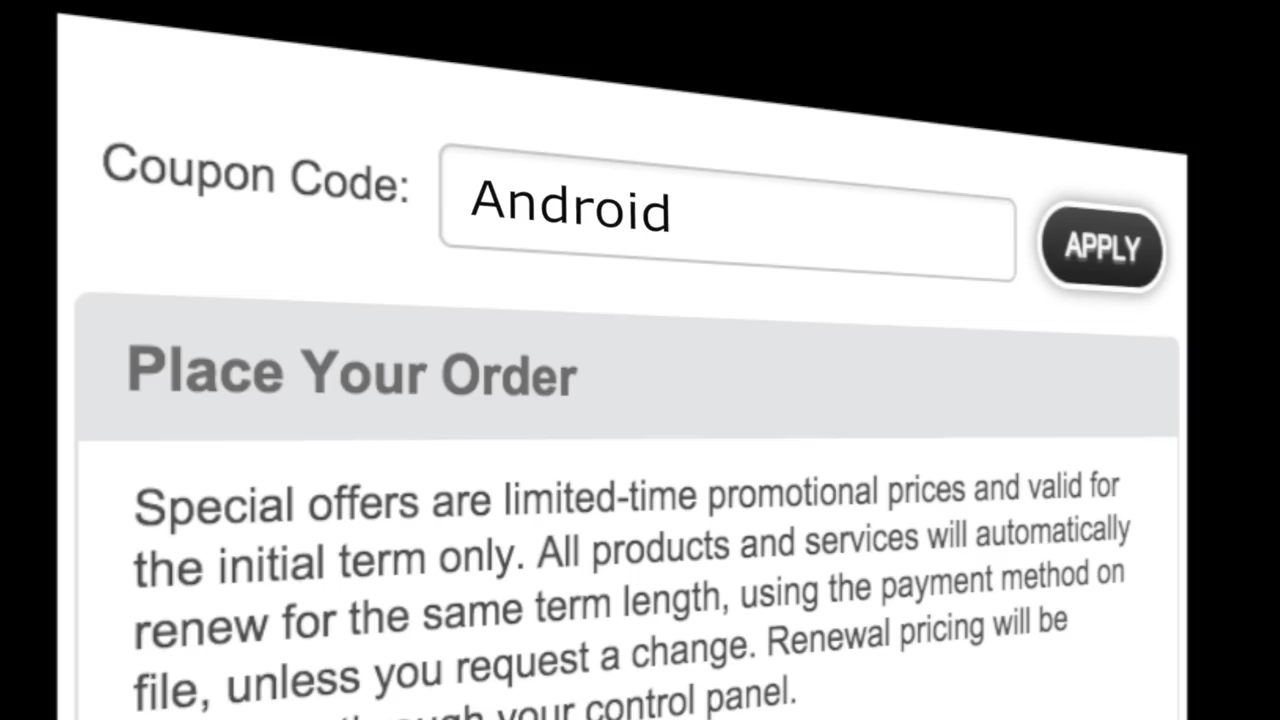 Coupon Code: Android APPLY
Place Your Order
Special offers are limited-time promotional prices and valid for
the initial term only. All products and services will automatically
renew for the same term length, using the payment method on
file, unless you request a change. Renewal pricing will be
through your control panel.